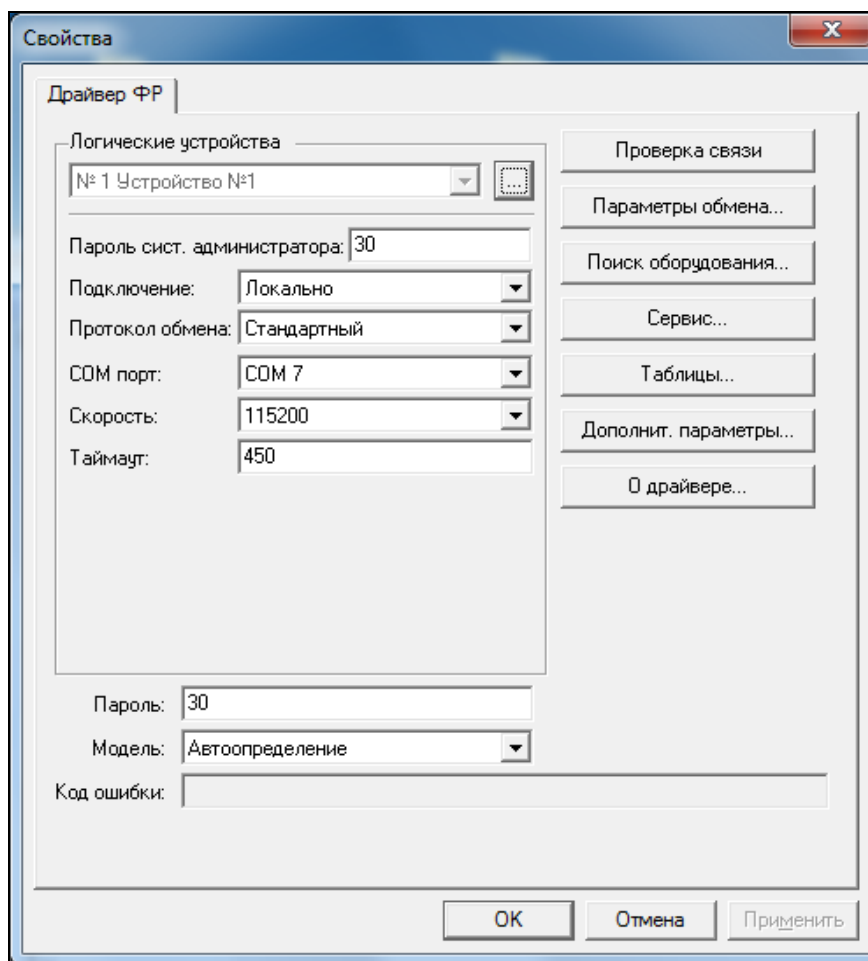 Свойства
Драйвер ФР
Логические устройства
№ 1 Устройство №1
...
Пароль сист. администратора: 30
Подключение: Локально
Протокол обмена: Стандартный
COM порт: COM 7
Скорость: 115200
Таймаут: 450
Проверка связи
Параметры обмена...
Поиск оборудования...
Сервис...
Таблицы...
Дополнит. параметры...
О драйвере...
Пароль: 30
Модель: Автоопределение
Код ошибки:
OK Отмена Применить